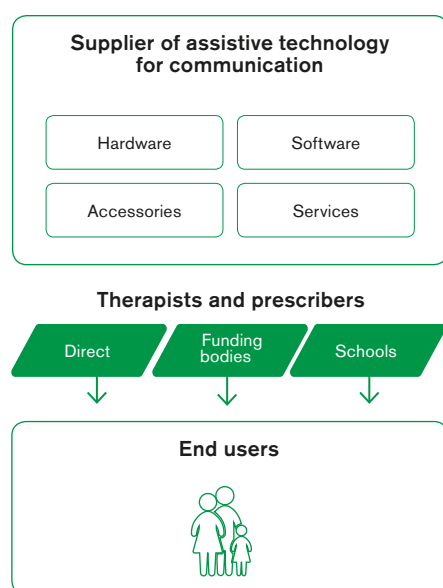 Supplier of assistive technology
for communication
Hardware
Software
Accessories
Services
Therapists and prescribers
Direct
Funding
bodies
Schools
End users